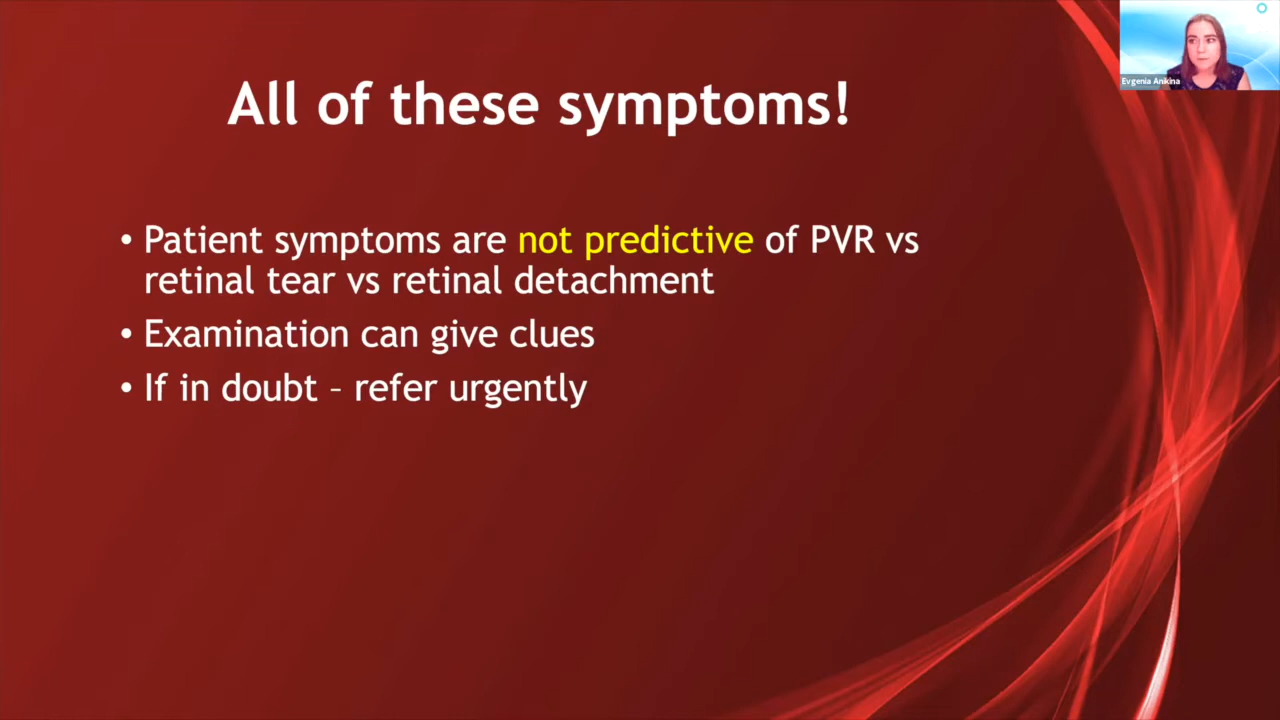 All of these symptoms!
Evgenia Anikina
• Patient symptoms are not predictive of PVR vs
retinal tear vs retinal detachment
• Examination can give clues
• If in doubt – refer urgently